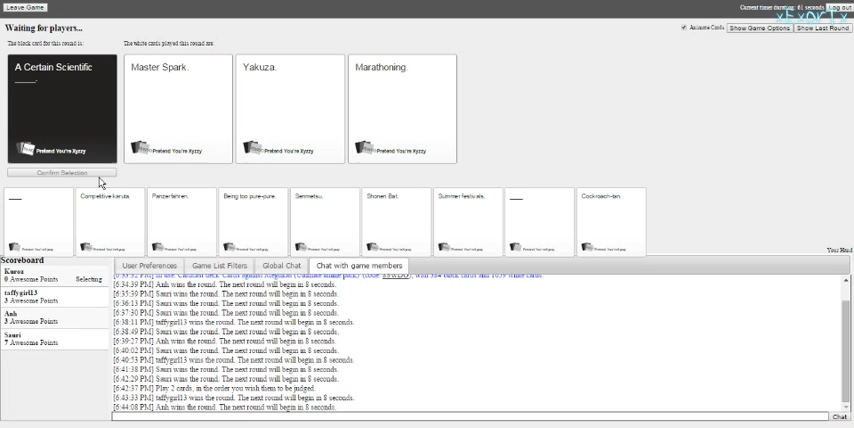 Leave Game
Current time duration: 61 seconds
Log out
xExorIx
Waiting for players...
Animate Cards
Show Game Options
Show Last Round
The black card for this round is:
The white cards played this round are:
A Certain Scientific
_____.
Pretend You're Xyzzy
Master Spark.
Pretend You're Xyzzy
Yakuza.
Pretend You're Xyzzy
Marathoning.
Pretend You're Xyzzy
Confirm Selection
____
Competitive karuta.
Panzerfahren.
Being too pure-pure.
Senmetsu.
Shonen Bat.
Summer festivals.
____
Cockroach-tan.
Your Hand
Scoreboard
Kuroz
0 Awesome Points
Selecting
taffygirl13
3 Awesome Points
Anh
3 Awesome Points
Sauri
7 Awesome Points
User Preferences
Game List Filters
Global Chat
Chat with game members
[6:34:39 PM] Anh wins the round. The next round will begin in 8 seconds.
[6:35:39 PM] Sauri wins the round. The next round will begin in 8 seconds.
[6:36:13 PM] Sauri wins the round. The next round will begin in 8 seconds.
[6:37:30 PM] Sauri wins the round. The next round will begin in 8 seconds.
[6:38:11 PM] taffygirl13 wins the round. The next round will begin in 8 seconds.
[6:38:49 PM] Sauri wins the round. The next round will begin in 8 seconds.
[6:39:27 PM] Anh wins the round. The next round will begin in 8 seconds.
[6:40:02 PM] Sauri wins the round. The next round will begin in 8 seconds.
[6:40:53 PM] taffygirl13 wins the round. The next round will begin in 8 seconds.
[6:41:38 PM] Sauri wins the round. The next round will begin in 8 seconds.
[6:42:29 PM] Sauri wins the round. The next round will begin in 8 seconds.
[6:42:37 PM] Play 2 cards, in the order you wish them to be judged.
[6:43:33 PM] taffygirl13 wins the round. The next round will begin in 8 seconds.
[6:44:08 PM] Anh wins the round. The next round will begin in 8 seconds.
Chat